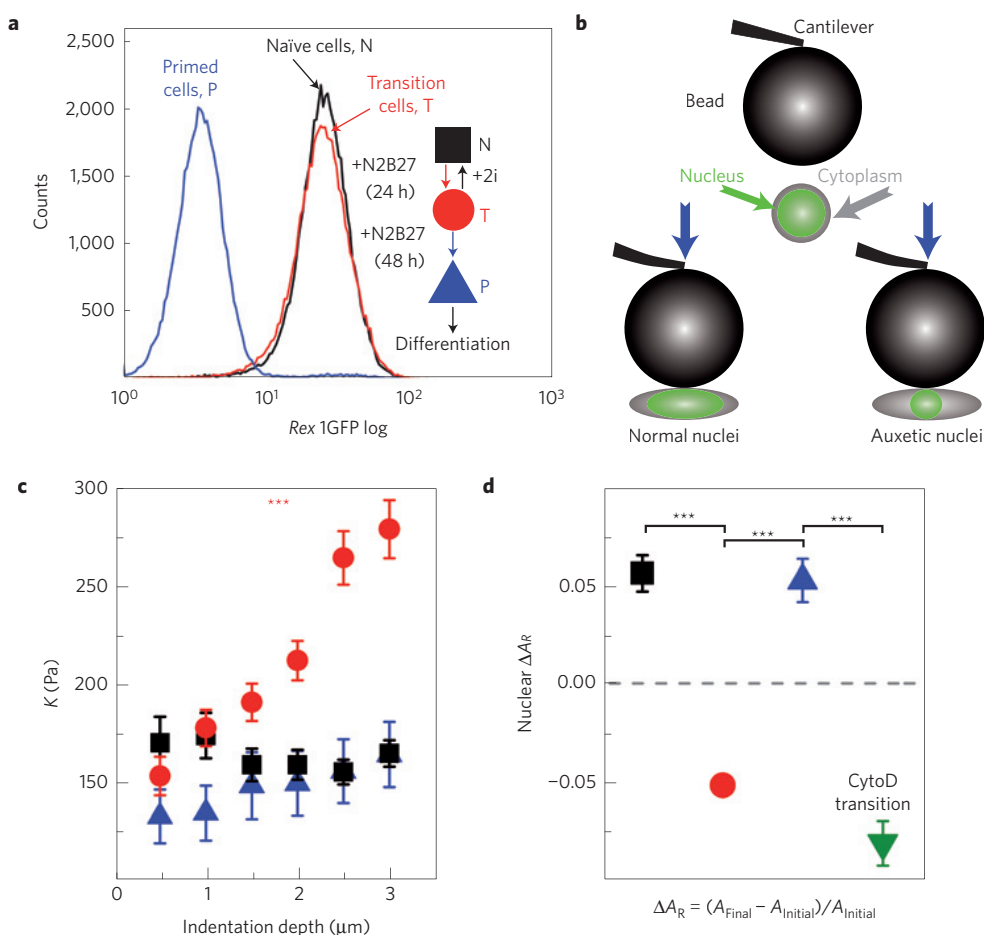 a
2,500
2,000
1,500
1,000
500
Counts
10⁰
10¹
10²
10³
Rex 1GFP log
Primed
cells, P
Naïve cells, N
Transition
cells, T
+N2B27
(24 h)
N
+2i
T
+N2B27
(48 h)
P
Differentiation
b
Cantilever
Bead
Nucleus
Cytoplasm
Normal nuclei
Auxetic nuclei
c
300
250
200
150
K (Pa)
***
0
1
2
3
Indentation depth (μm)
d
*** *** ***
0.05
0.00
−0.05
Nuclear ΔA_R
CytoD
transition
ΔA_R = (A_Final − A_Initial)/A_Initial